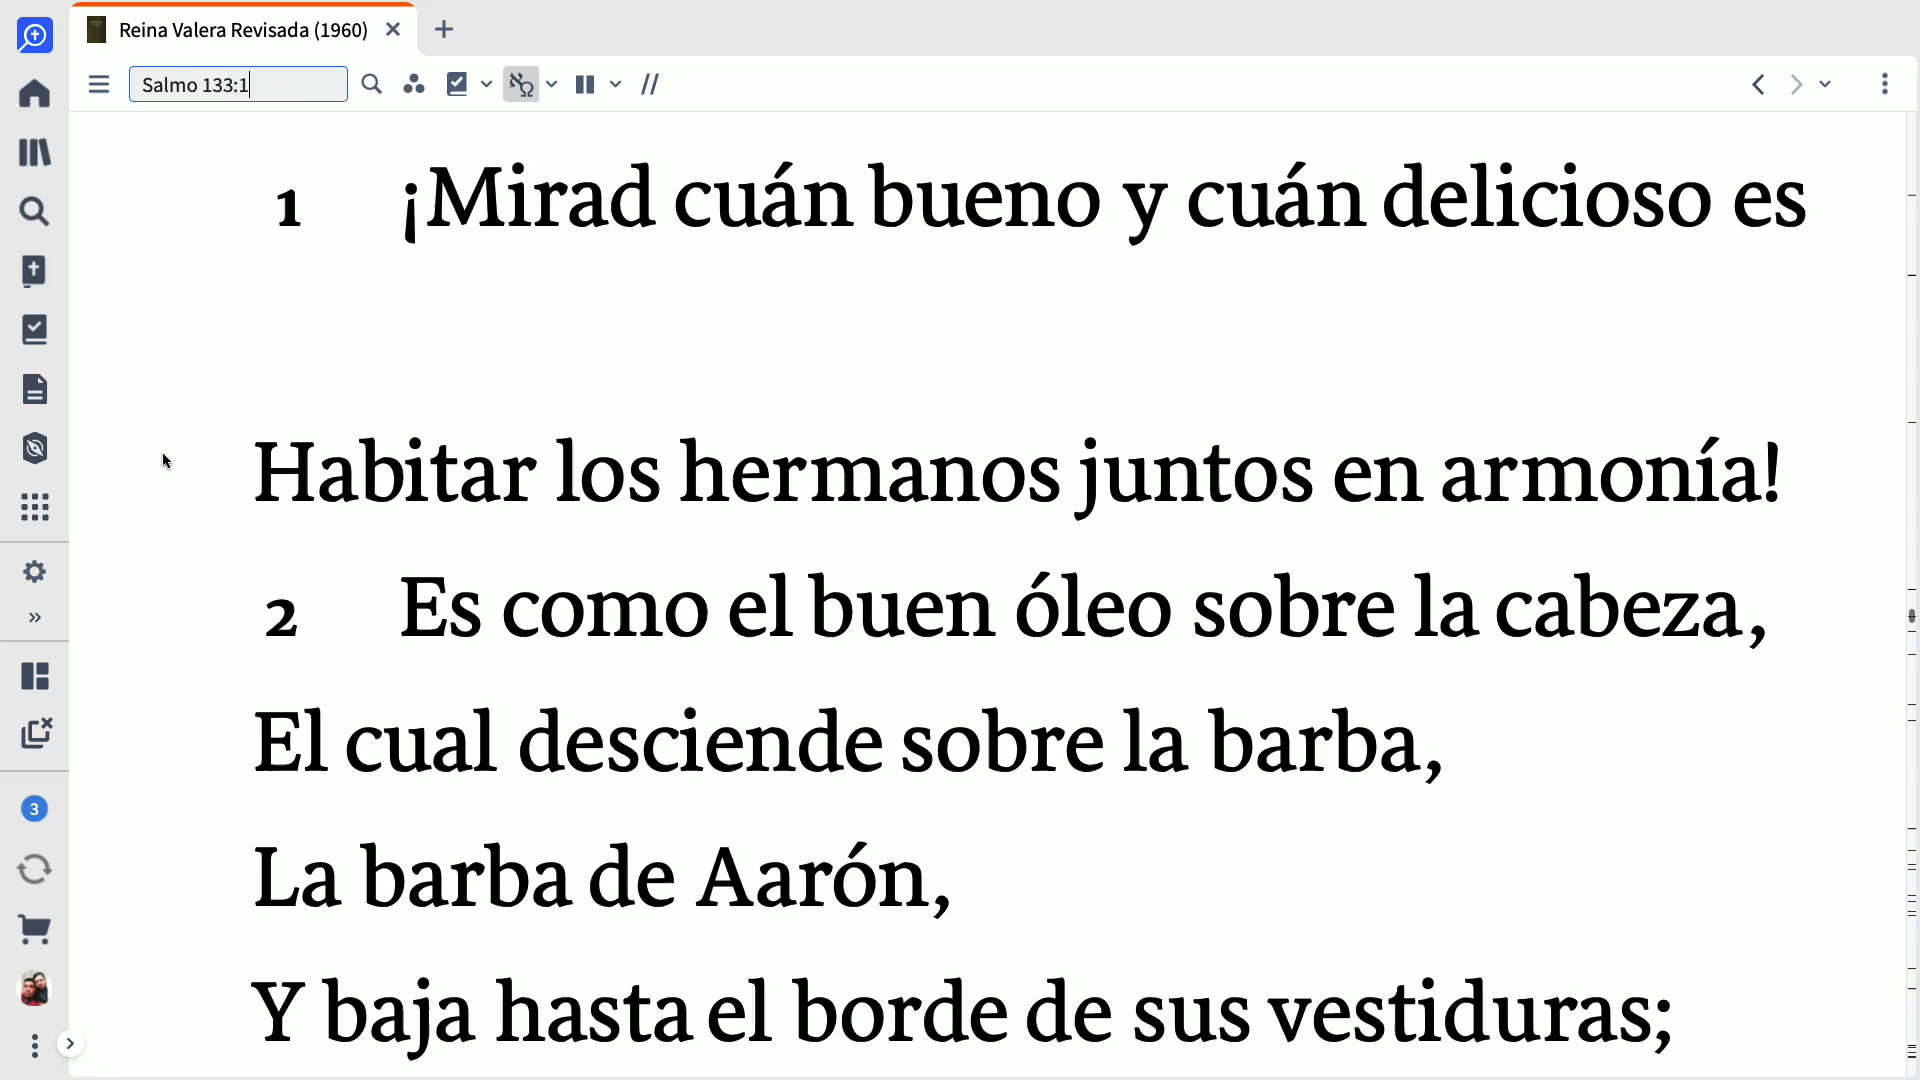 Reina Valera Revisada (1960)
Salmo 133:1
1 ¡Mirad cuán bueno y cuán delicioso es
Habitar los hermanos juntos en armonía!
2 Es como el buen óleo sobre la cabeza,
El cual desciende sobre la barba,
La barba de Aarón,
Y baja hasta el borde de sus vestiduras;
3